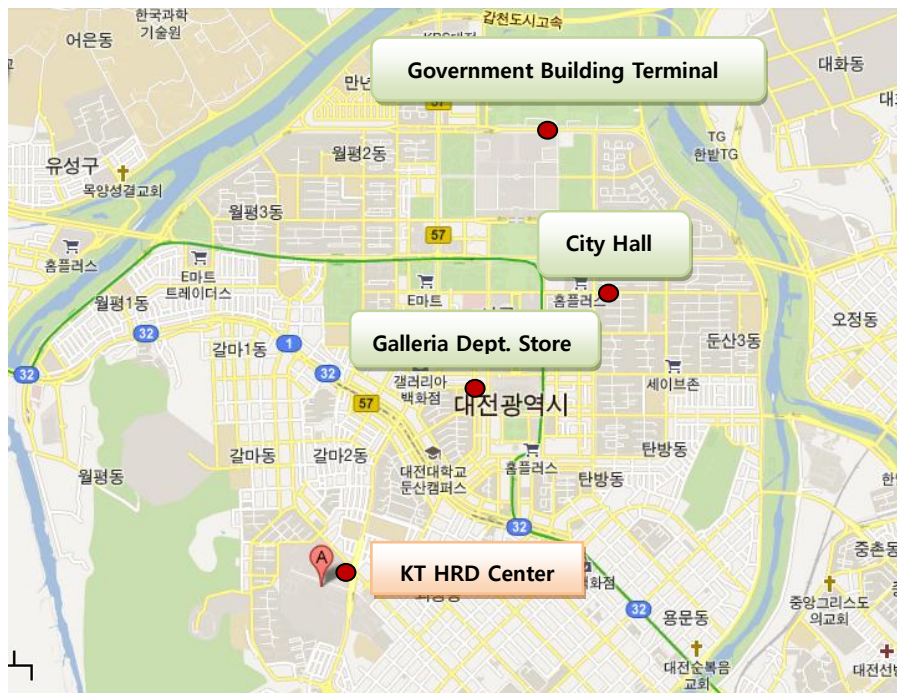 한국과학
기술원
갑천도시고속
어은동
대화동
Government Building Terminal
57
TG
한밭TG
월평2동
유성구
목양성결교회
월평3동
57
City Hall
홈플러스
E마트
트레이더스
E마트
홈플러스
월평1동
32
갈마1동
1
Galleria Dept. Store
둔산3동
오정동
32
32
갤러리아
백화점
세이브존
57
대전광역시
갈마동
갈마2동
월평동
대전대학교
둔산캠퍼스
홈플러스
탄방동
탄방동
32
중촌동
A
KT HRD Center
백화점
32
용문동
중앙그리스도
의교회
대전순복음
교회
대전선병